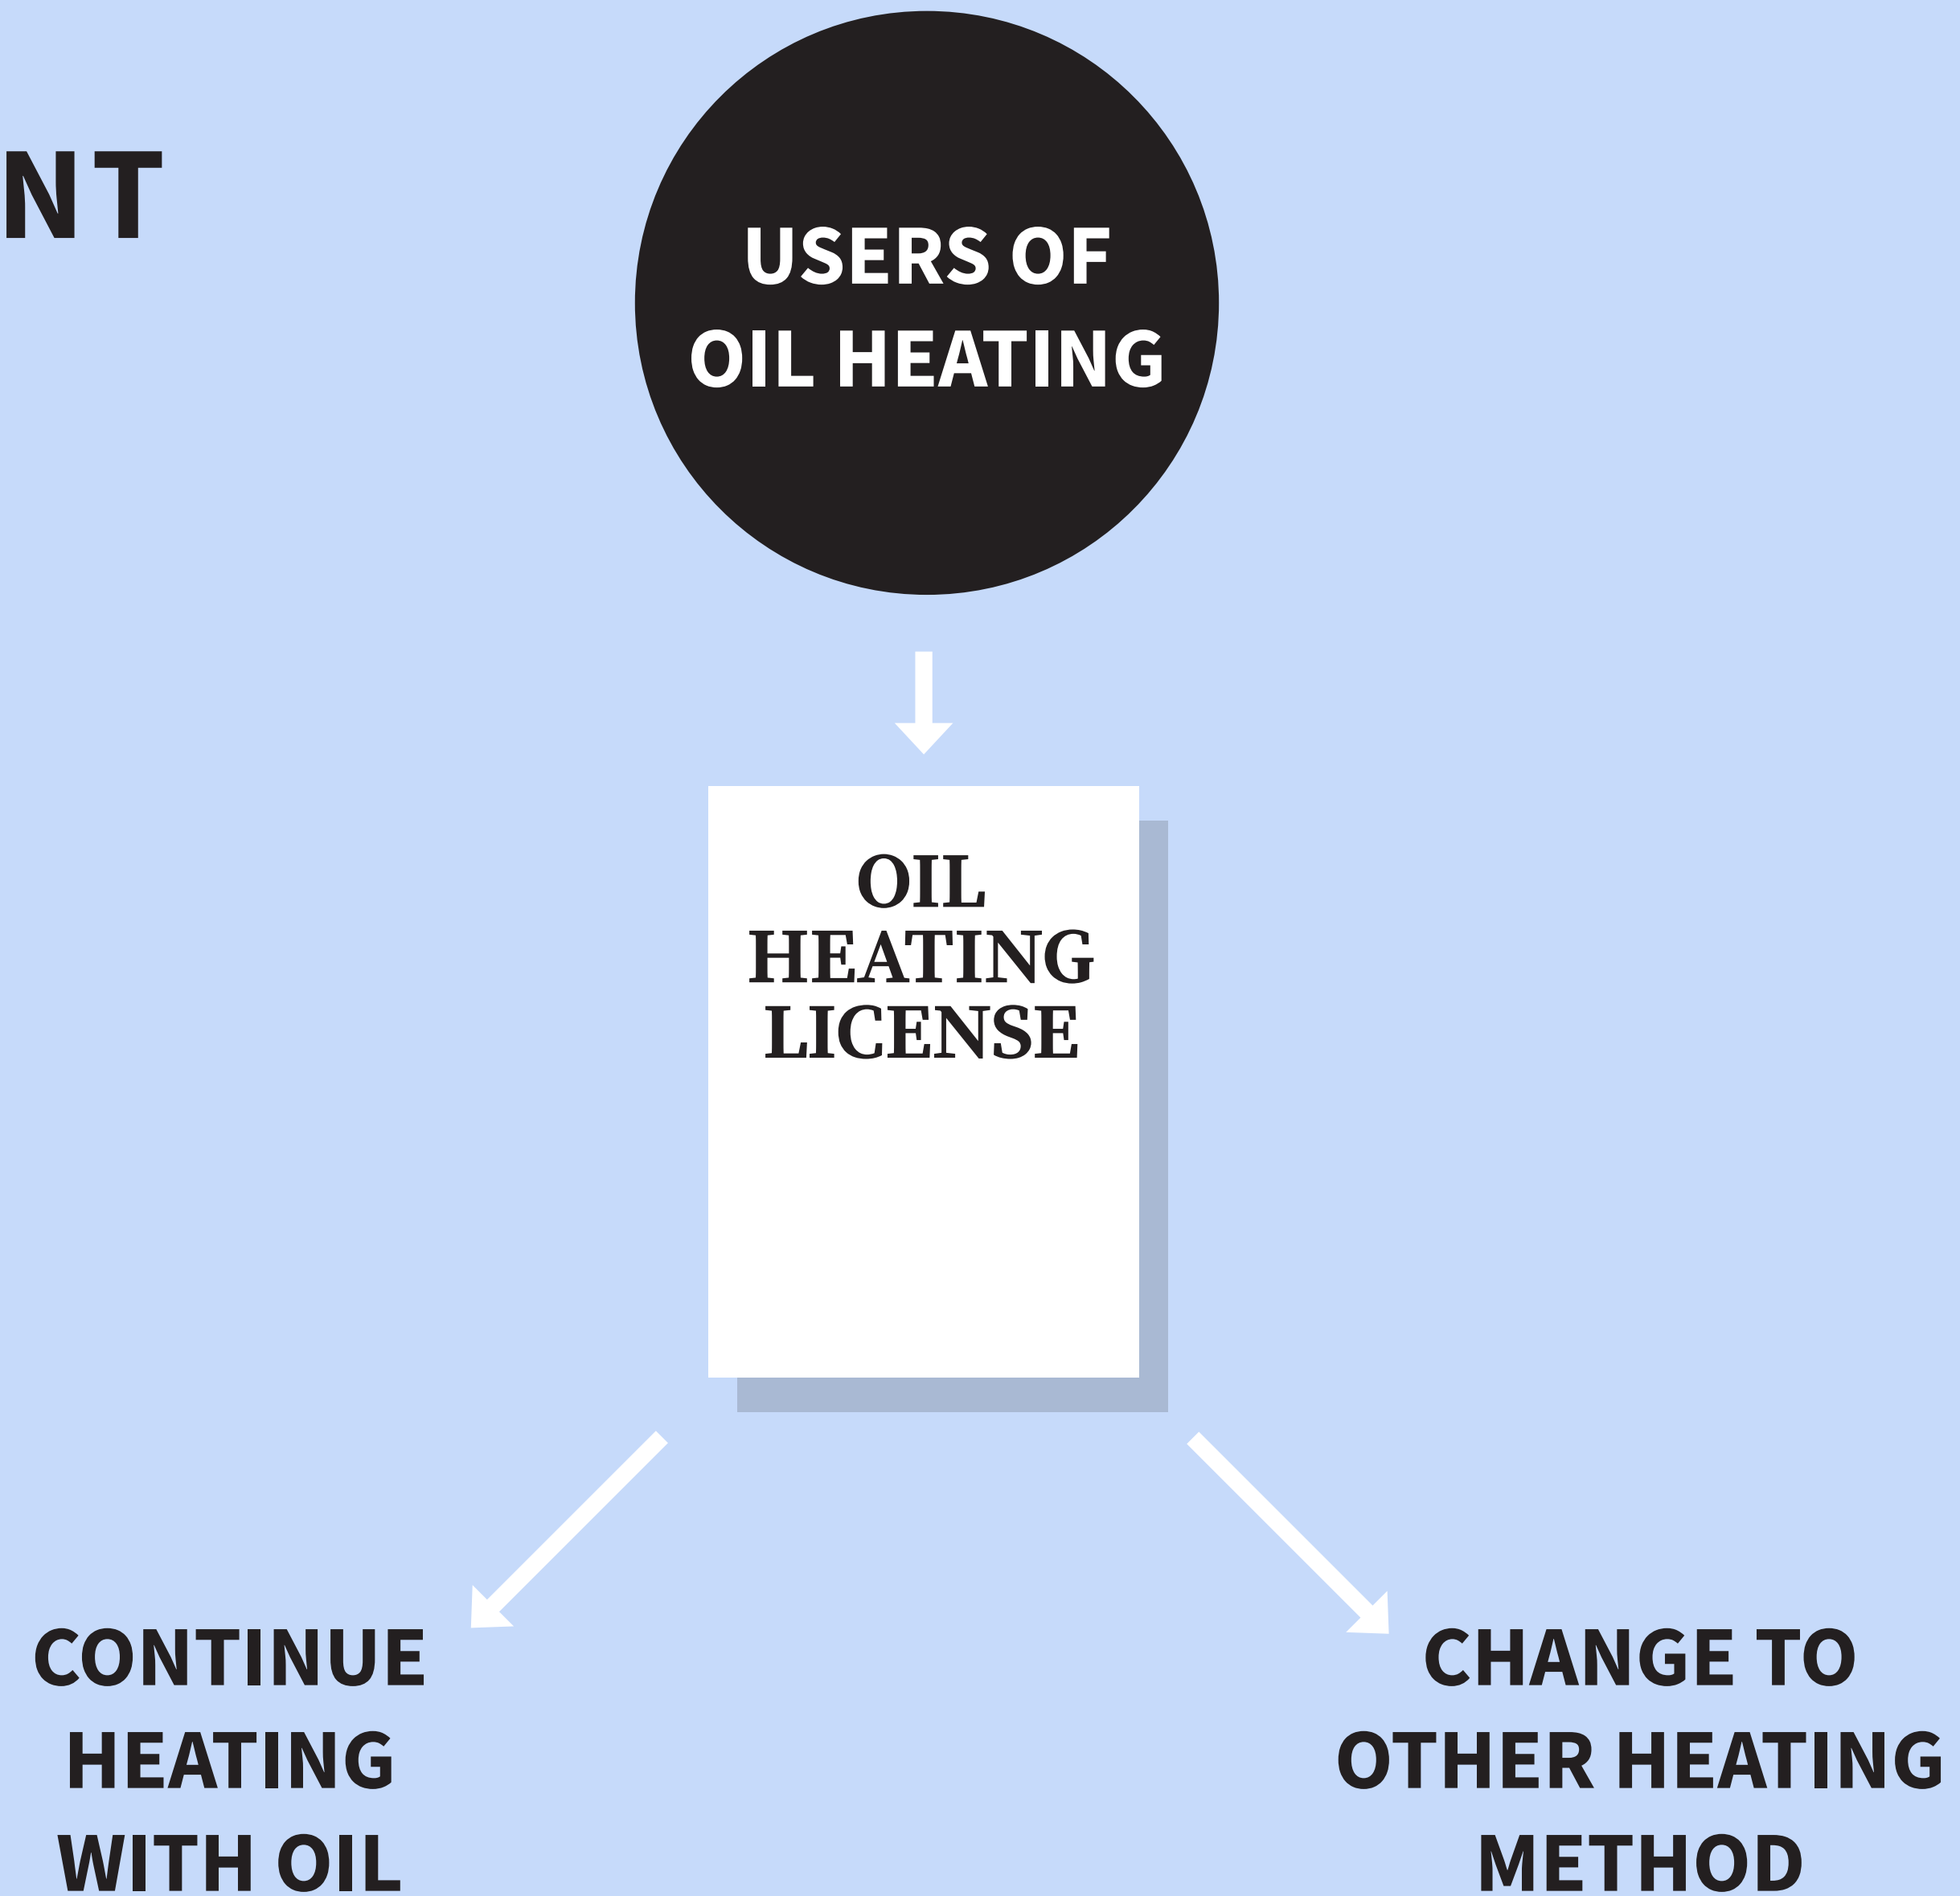 NT
USERS OF
OIL HEATING
OIL
HEATING
LICENSE
CONTINUE
HEATING
WITH OIL
CHANGE TO
OTHER HEATING
METHOD